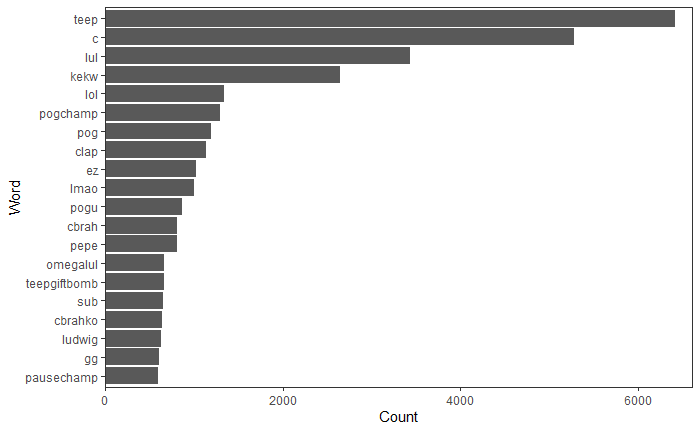 teep
c
lul
kekw
lol
pogchamp
pog
clap
ez
lmao
pogu
cbrah
pepe
omegalul
teepgiftbomb
sub
cbrahko
ludwig
gg
pausechamp
Word
0 2000 4000 6000
Count